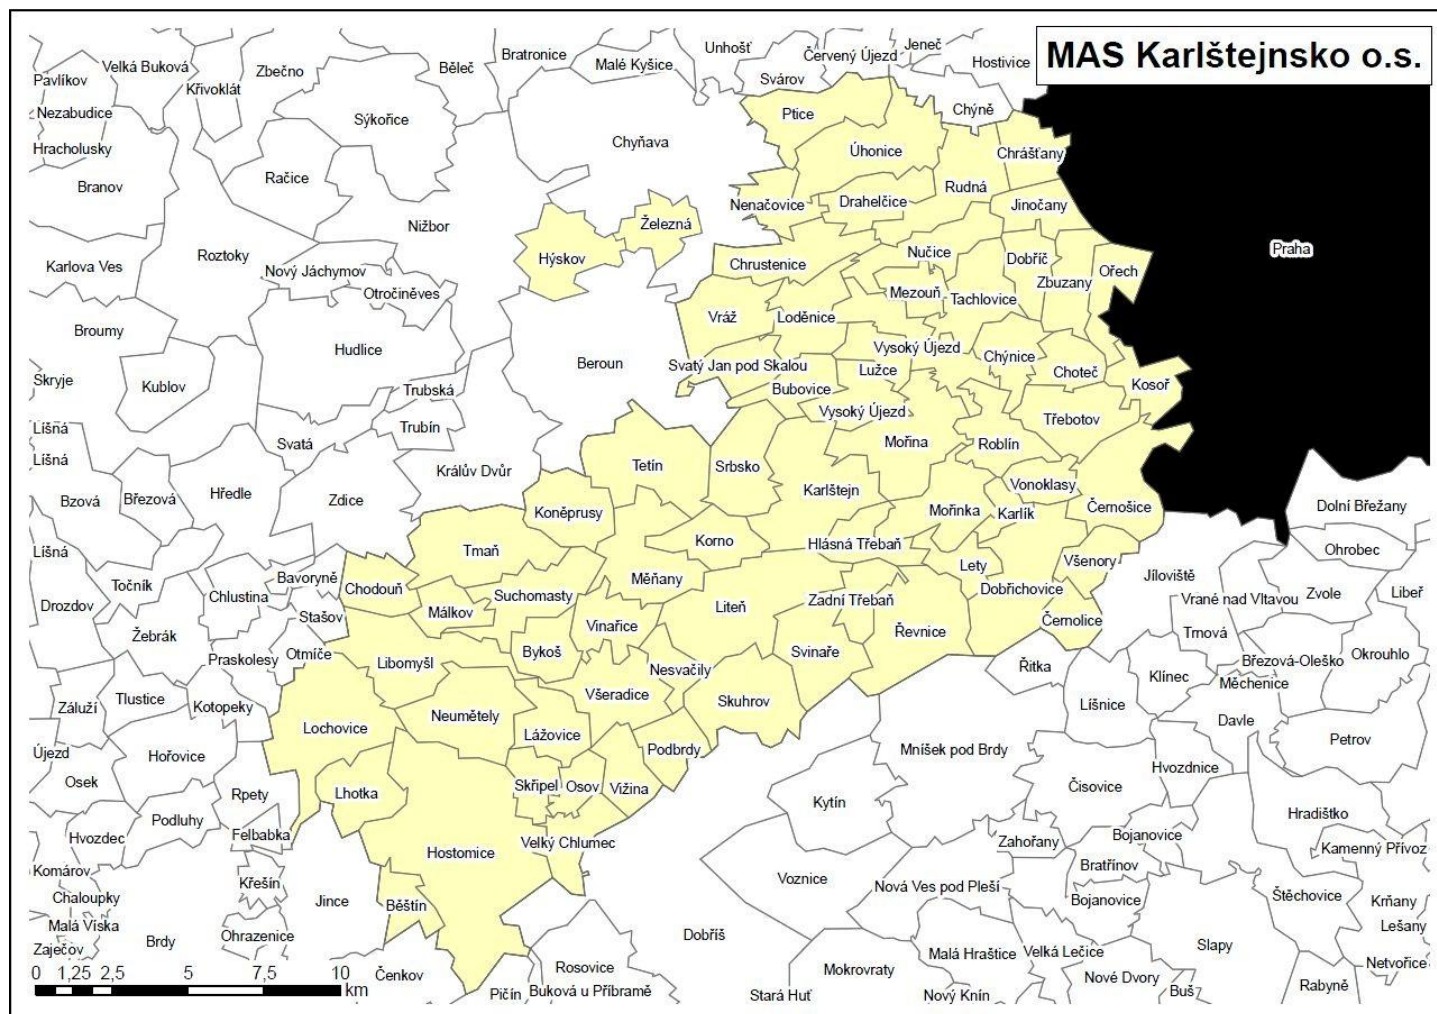 MAS Karlštejnsko o.s.
Bratronice
Unhošť
Červený Újezd
Jeneč
Hostivice
Pavlíkov
Velká Buková
Zbečno
Běleč
Malé Kyšice
Svárov
Křivoklát
Nezabudice
Sýkořice
Ptice
Chýně
Hracholusky
Chyňava
Úhonice
Chrášťany
Branov
Račice
Rudná
Nenačovice
Drahelčice
Jinočany
Železná
Nižbor
Roztoky
Hýskov
Nučice
Dobříč
Praha
Karlova Ves
Nový Jáchymov
Chrustenice
Ořech
Zbuzany
Otročiněves
Mezouň
Tachlovice
Broumy
Vráž
Loděnice
Hudlice
Vysoký Újezd
Chýnice
Beroun
Svatý Jan pod Skalou
Lužce
Choteč
Skryje
Kublov
Trubská
Bubovice
Kosoř
Vysoký Újezd
Třebotov
Líšná
Trubín
Svatá
Mořina
Roblín
Líšná
Tetín
Srbsko
Králův Dvůr
Vonoklasy
Bzová
Březová
Hředle
Zdice
Karlštejn
Koněprusy
Mořinka
Karlík
Černošice
Dolní Břežany
Líšná
Tmaň
Korno
Hlásná Třebaň
Ohrobec
Točník
Bavoryně
Chodouň
Měňany
Lety
Všenory
Jíloviště
Drozdov
Chlustina
Suchomasty
Dobřichovice
Zvole
Libeř
Málkov
Liteň
Zadní Třebaň
Vrané nad Vltavou
Stašov
Vinařice
Řevnice
Černolice
Trnová
Žebrák
Praskolesy
Otmíče
Bykoš
Svinaře
Libomyšl
Nesvačily
Řitka
Březová-Oleško
Okrouhlo
Tlustice
Všeradice
Klínec
Měchenice
Záluží
Kotopeky
Lochovice
Neumětely
Skuhrov
Líšnice
Davle
Lážovice
Podbrdy
Mníšek pod Brdy
Petrov
Újezd
Hořovice
Hvozdnice
Osek
Rpety
Lhotka
Skřipel
Osov
Vižina
Čisovice
Kytín
Hradištko
Hvozdec
Podluhy
Felbabka
Velký Chlumec
Zahořany
Bojanovice
Hostomice
Kamenný Přívoz
Komárov
Křešín
Voznice
Nová Ves pod Pleší
Bratřínov
Chaloupky
Jince
Běštín
Bojanovice
Štěchovice
Krňany
Malá Víska
Ohrazenice
Dobříš
Lešany
Zaječov
Brdy
Malá Hraštice
Velká Lečice
Slapy
Čenkov
Rosovice
Mokrovraty
Nové Dvory
Netvořice
Pičín
Buková u Příbramě
Stará Huť
Nový Knín
Buš
Rabyně
0 1,25 2,5 5 7,5 10
km